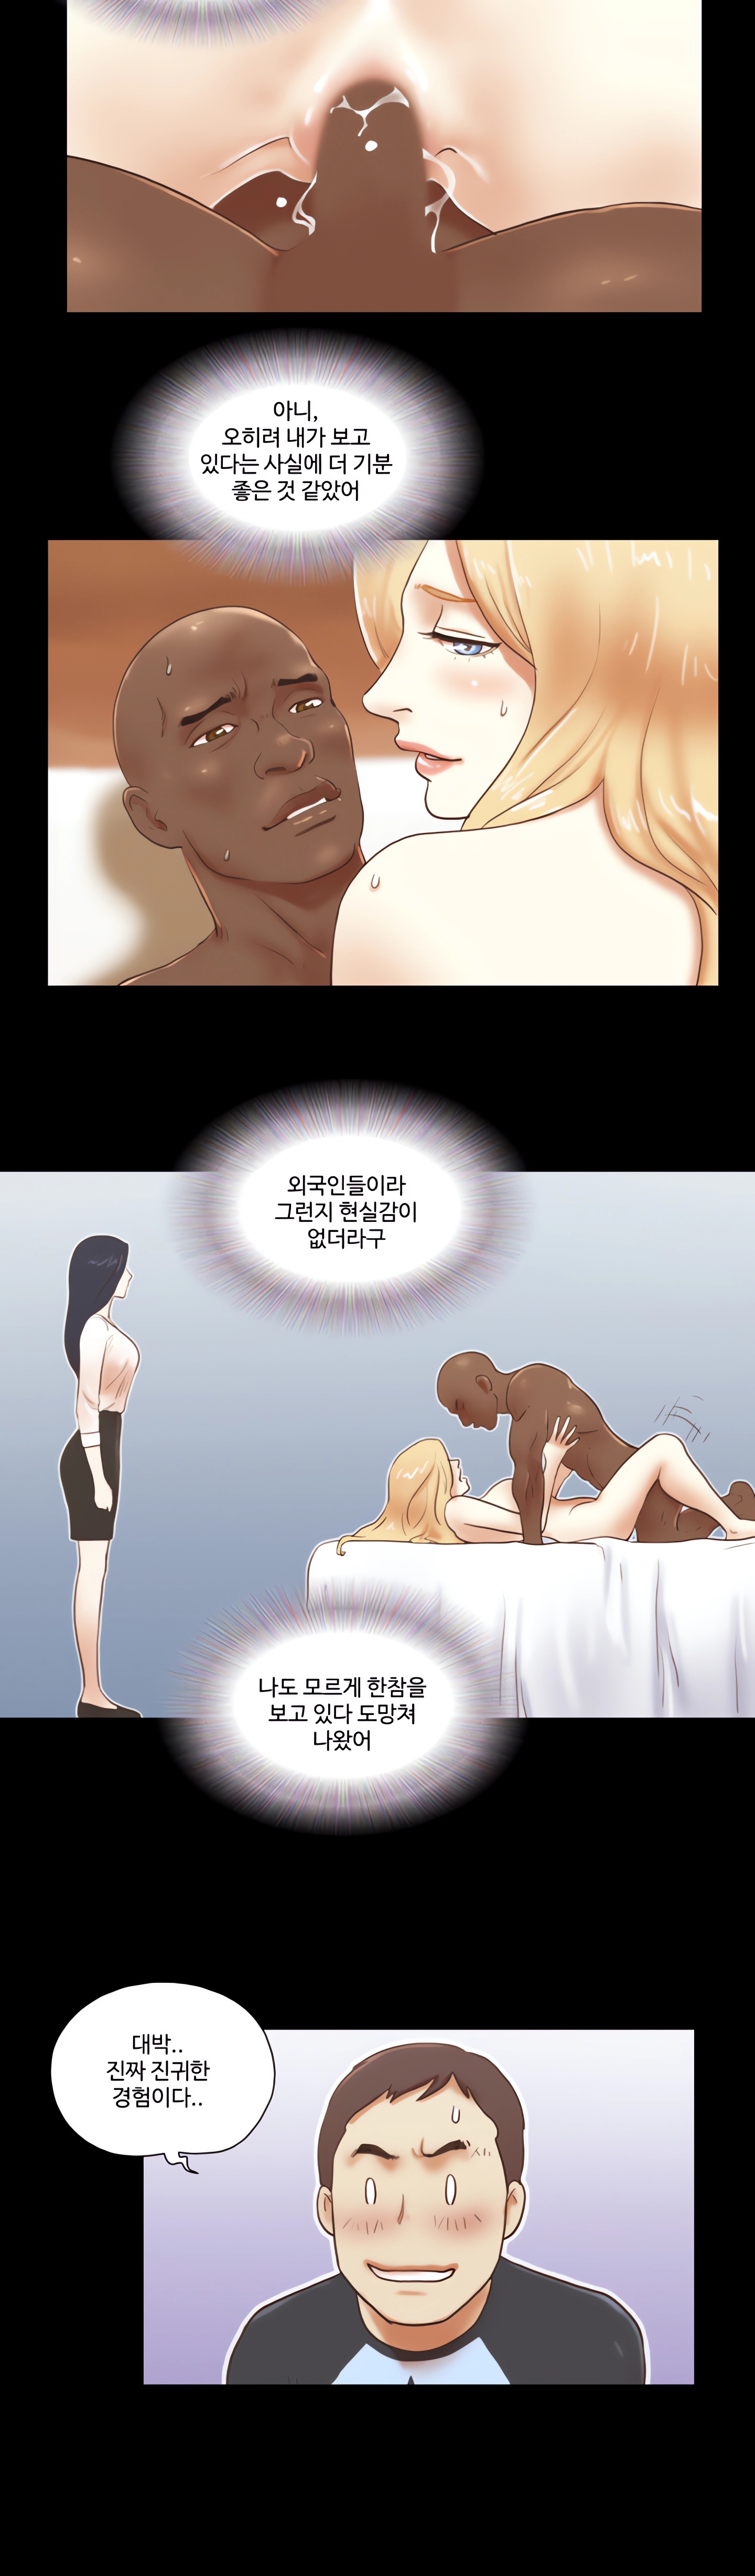 아니,
오히려 내가 보고
있다는 사실에 더 기분
좋은 것 같았어
외국인들이라
그런지 현실감이
없더라구
나도 모르게 한참을
보고 있다 도망쳐
나왔어
대박..
진짜 진귀한
경험이다..